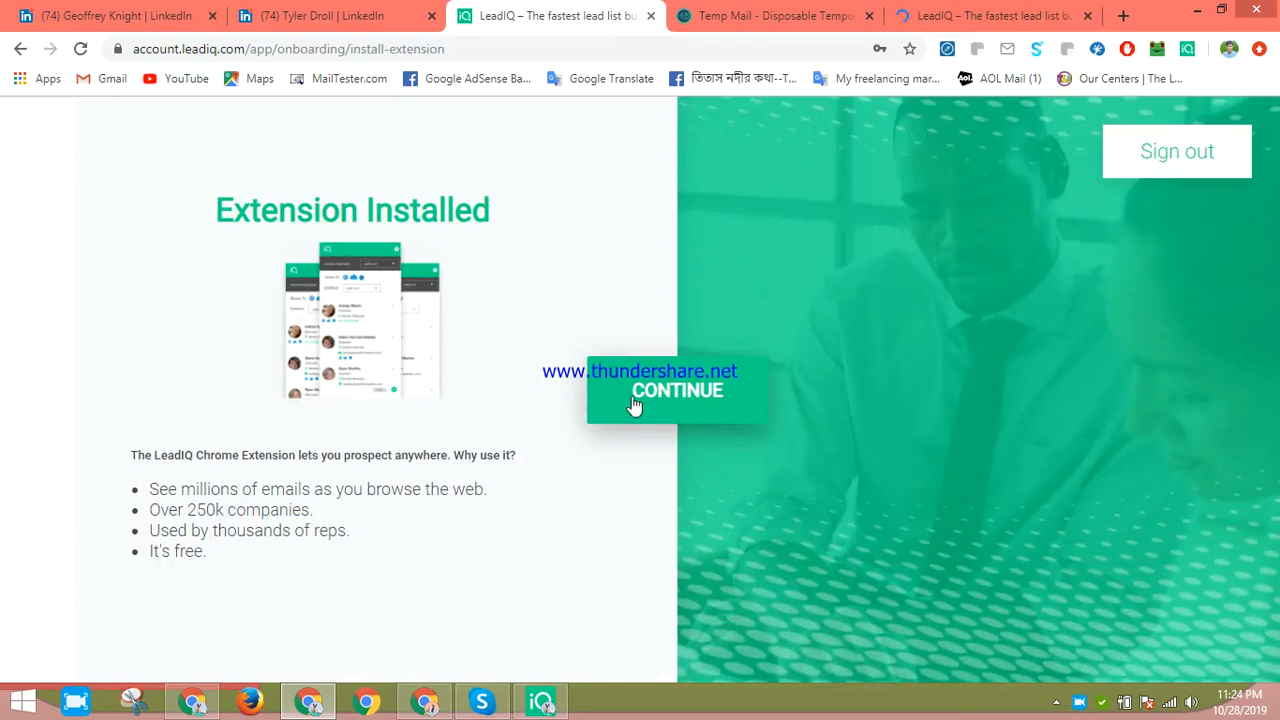 (74) Geoffrey Knight | LinkedIn
(74) Tyler Droll | LinkedIn
LeadIQ – The fastest lead list bu
Temp Mail - Disposable Tempo
LeadIQ – The fastest lead list bu
account.leadiq.com/app/onboarding/install-extension
Apps
Gmail
YouTube
Maps
MailTester.com
Google AdSense Ba...
Google Translate
তিতাস নদীর কথা--T...
My freelancing mar...
AOL Mail (1)
Our Centers | The L...
Sign out
Extension Installed
www.thundershare.net
CONTINUE
The LeadIQ Chrome Extension lets you prospect anywhere. Why use it?
See millions of emails as you browse the web.
Over 250k companies.
Used by thousands of reps.
It's free.
11:24 PM
10/28/2019